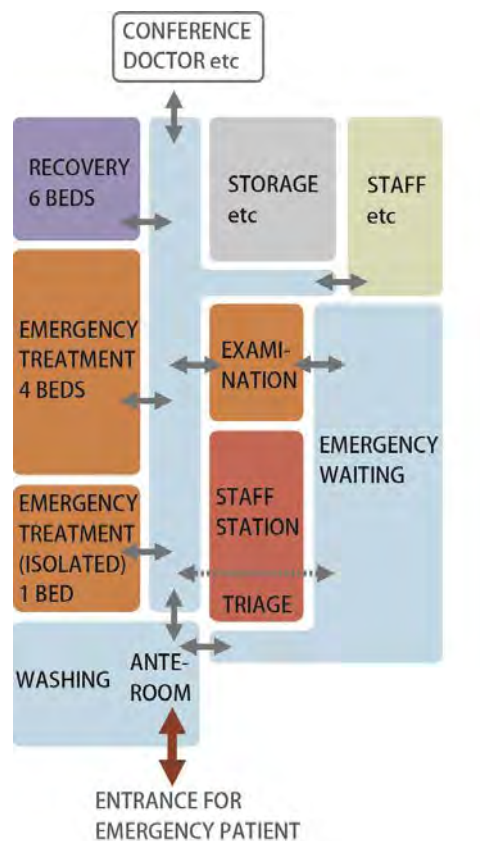 CONFERENCE
DOCTOR etc
RECOVERY
6 BEDS
STORAGE
etc
STAFF
etc
EMERGENCY
TREATMENT
4 BEDS
EXAMI-
NATION
EMERGENCY
WAITING
EMERGENCY
TREATMENT
(ISOLATED)
1 BED
STAFF
STATION
TRIAGE
WASHING
ANTE-
ROOM
ENTRANCE FOR
EMERGENCY PATIENT